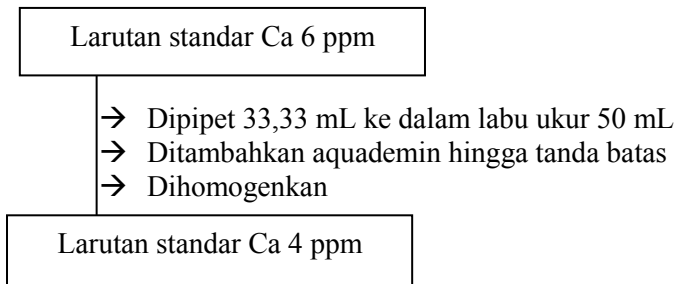 Larutan standar Ca 6 ppm
→ Dipipet 33,33 mL ke dalam labu ukur 50 mL
→ Ditambahkan aquademin hingga tanda batas
→ Dihomogenkan
Larutan standar Ca 4 ppm